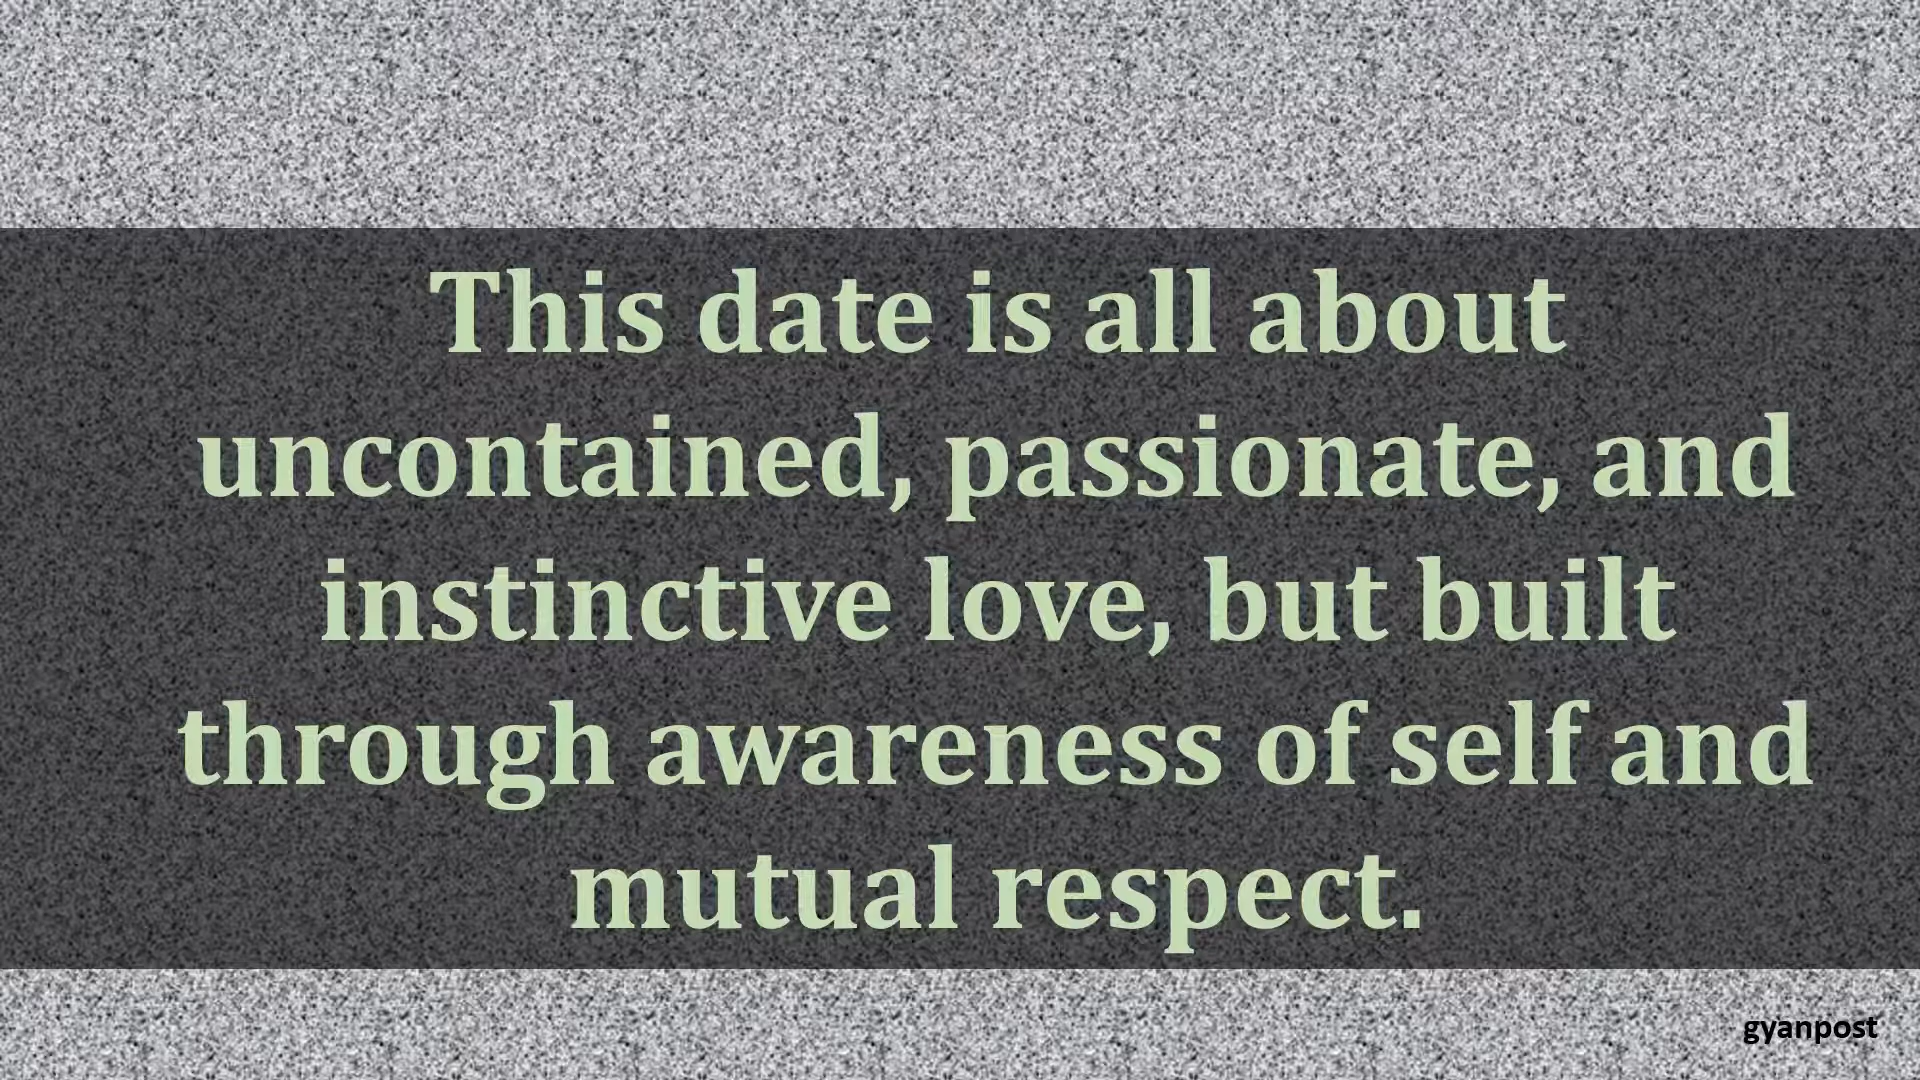 This date is all about
uncontained, passionate, and
instinctive love, but built
through awareness of self and
mutual respect.
gyanpost